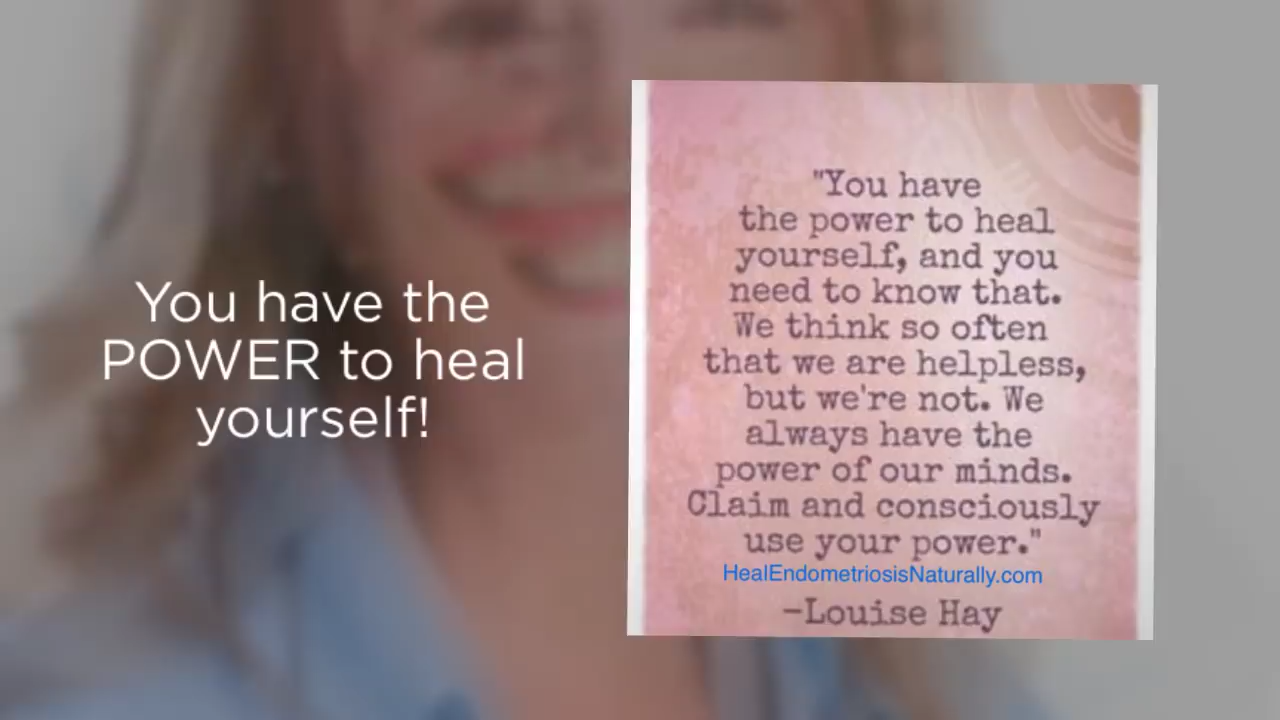 You have the
POWER to heal
yourself!
"You have
the power to heal
yourself, and you
need to know that.
We think so often
that we are helpless,
but we're not. We
always have the
power of our minds.
Claim and consciously
use your power."
HealEndometriosisNaturally.com
-Louise Hay